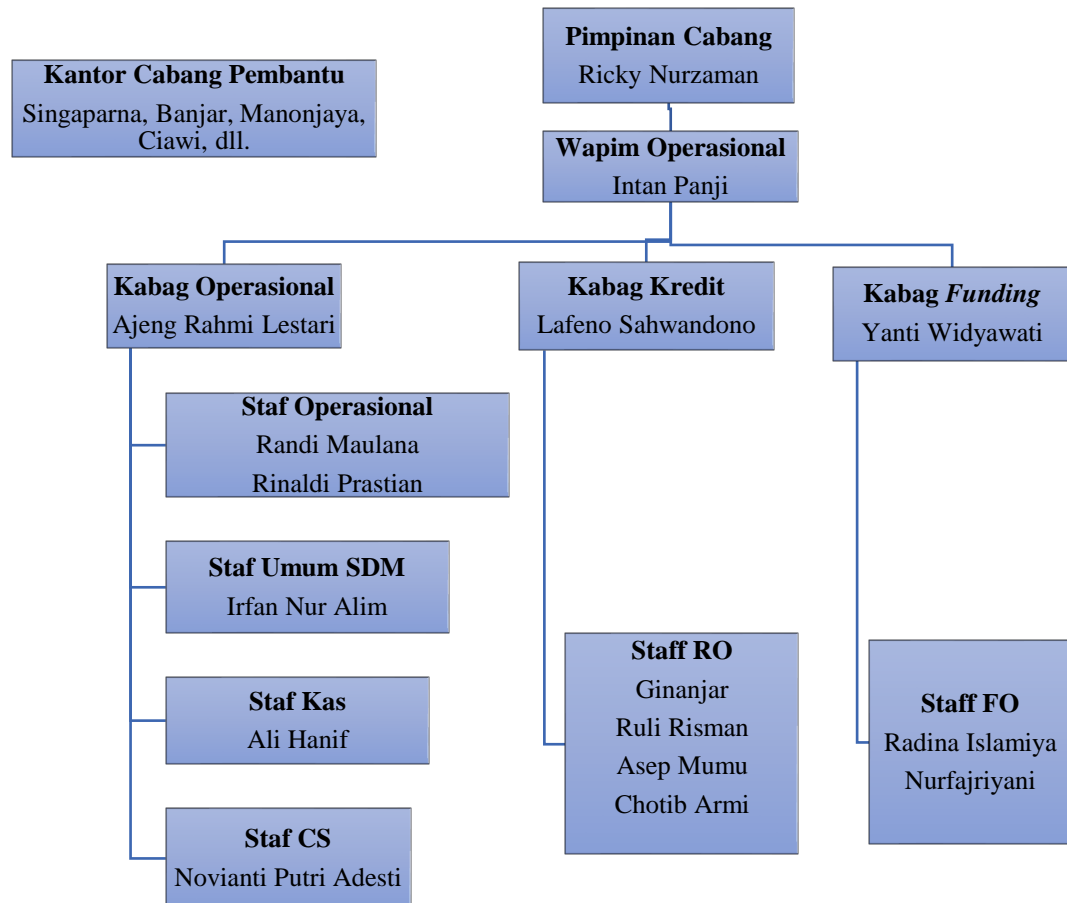 Pimpinan Cabang
Ricky Nurzaman
Kantor Cabang Pembantu
Singaparna, Banjar, Manonjaya,
Ciawi, dll.
Wapim Operasional
Intan Panji
Kabag Operasional
Ajeng Rahmi Lestari
Kabag Kredit
Lafeno Sahwandono
Kabag Funding
Yanti Widyawati
Staf Operasional
Randi Maulana
Rinaldi Prastian
Staf Umum SDM
Irfan Nur Alim
Staf Kas
Ali Hanif
Staf CS
Novianti Putri Adesti
Staff RO
Ginanjar
Ruli Risman
Asep Mumu
Chotib Armi
Staff FO
Radina Islamiya
Nurfajriyani